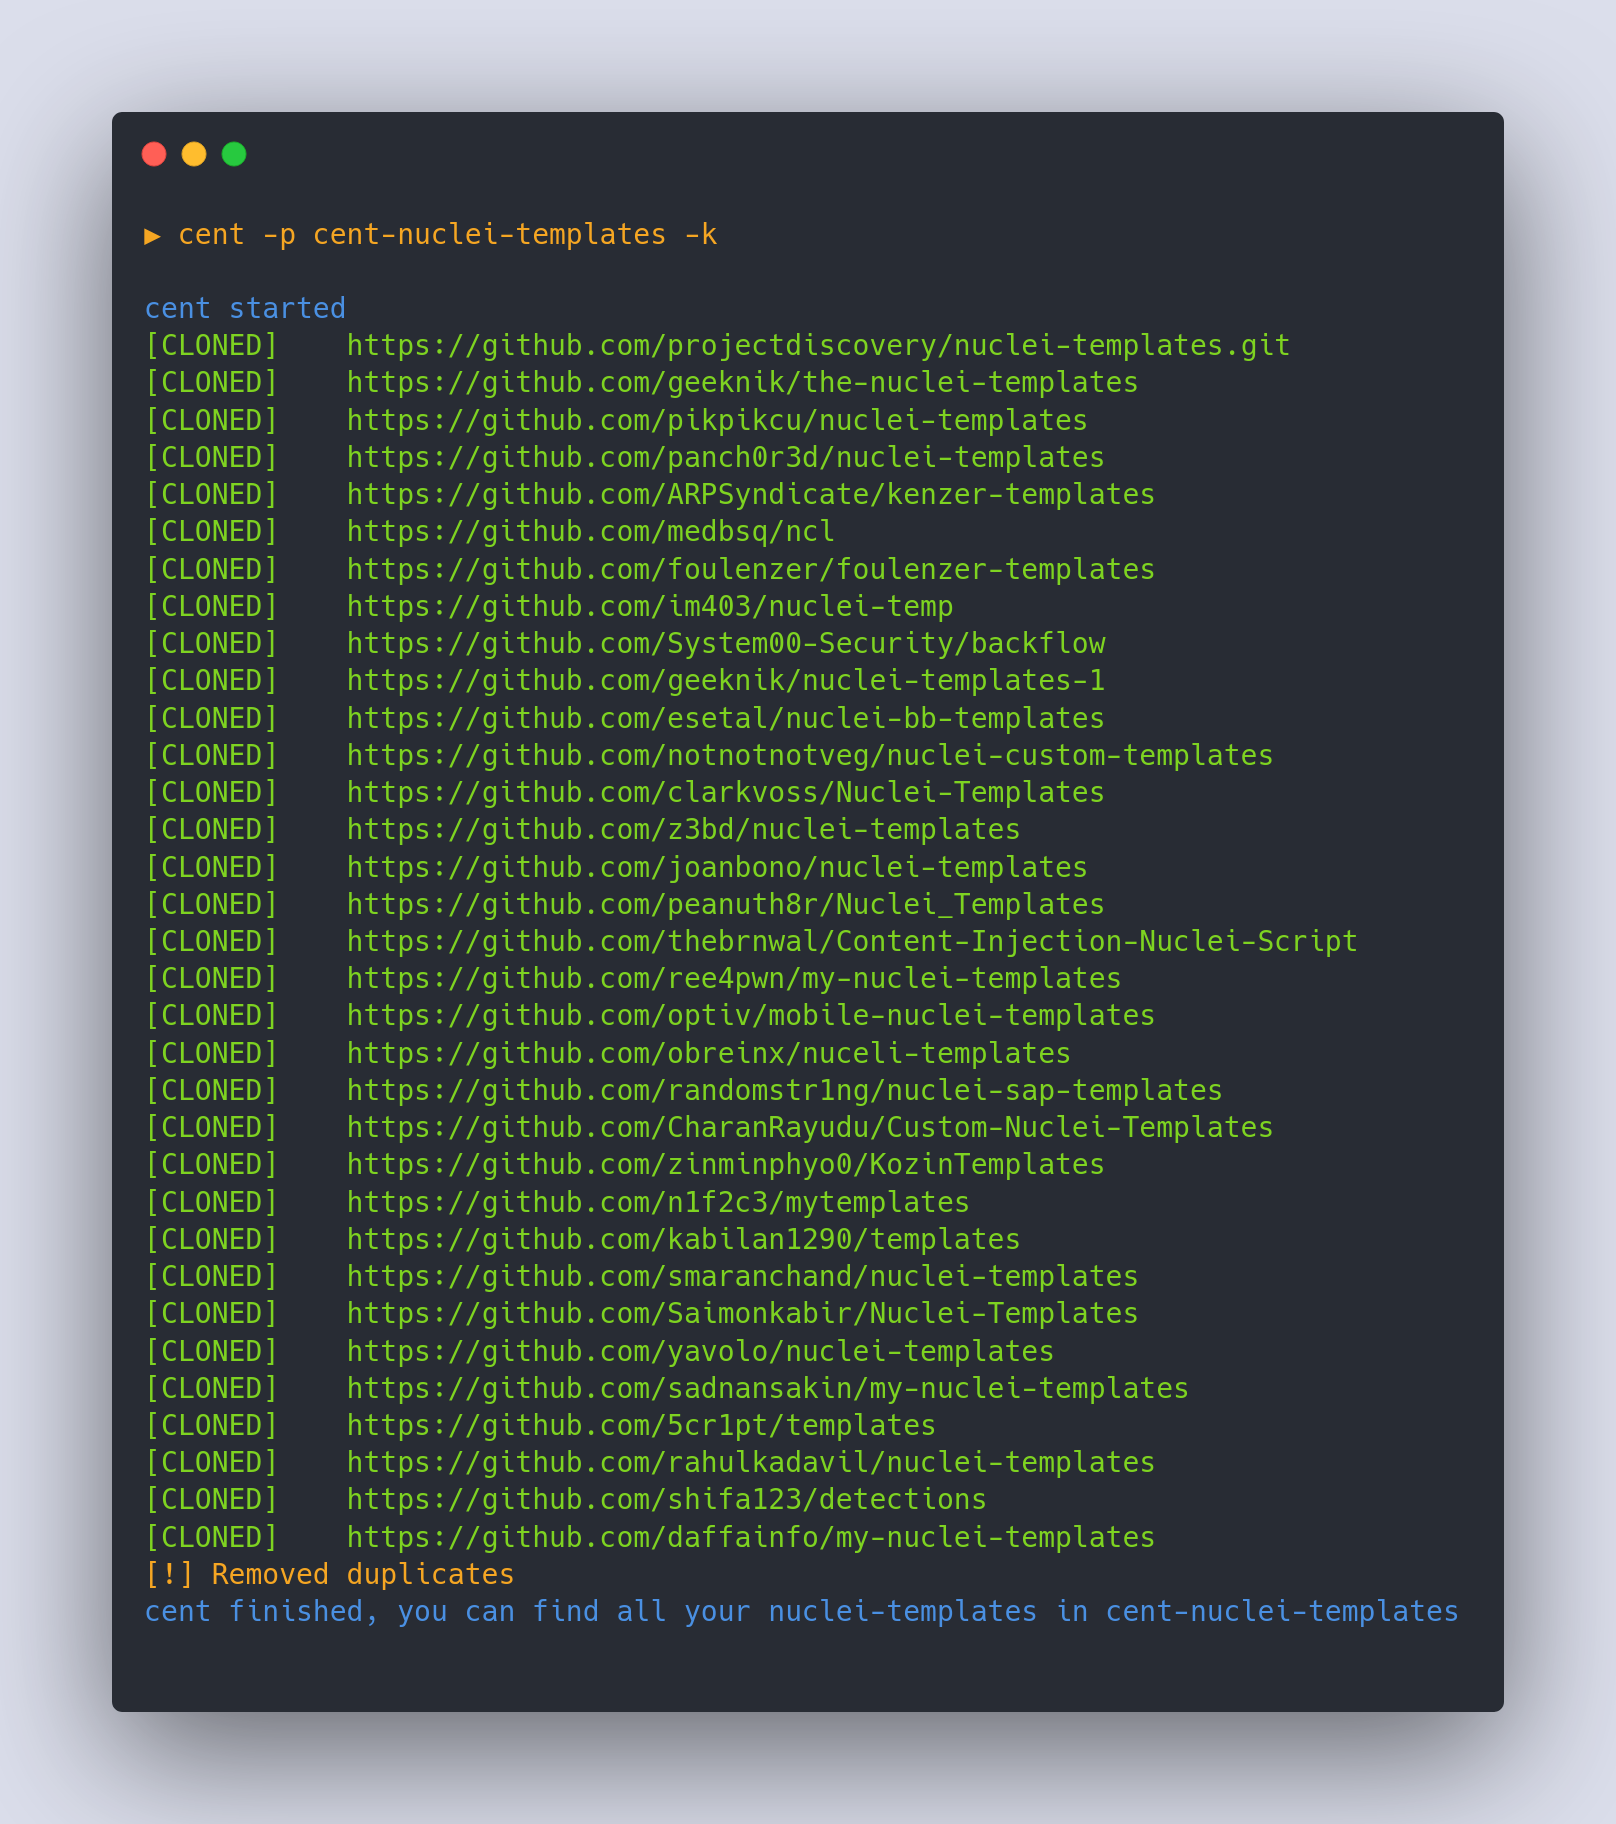 ▶ cent -p cent-nuclei-templates -k
cent started
[CLONED]    https://github.com/projectdiscovery/nuclei-templates.git
[CLONED]    https://github.com/geeknik/the-nuclei-templates
[CLONED]    https://github.com/pikpikcu/nuclei-templates
[CLONED]    https://github.com/panch0r3d/nuclei-templates
[CLONED]    https://github.com/ARPSyndicate/kenzer-templates
[CLONED]    https://github.com/medbsq/ncl
[CLONED]    https://github.com/foulenzer/foulenzer-templates
[CLONED]    https://github.com/im403/nuclei-temp
[CLONED]    https://github.com/System00-Security/backflow
[CLONED]    https://github.com/geeknik/nuclei-templates-1
[CLONED]    https://github.com/esetal/nuclei-bb-templates
[CLONED]    https://github.com/notnotnotveg/nuclei-custom-templates
[CLONED]    https://github.com/clarkvoss/Nuclei-Templates
[CLONED]    https://github.com/z3bd/nuclei-templates
[CLONED]    https://github.com/joanbono/nuclei-templates
[CLONED]    https://github.com/peanuth8r/Nuclei_Templates
[CLONED]    https://github.com/thebrnwal/Content-Injection-Nuclei-Script
[CLONED]    https://github.com/ree4pwn/my-nuclei-templates
[CLONED]    https://github.com/optiv/mobile-nuclei-templates
[CLONED]    https://github.com/obreinx/nuceli-templates
[CLONED]    https://github.com/randomstr1ng/nuclei-sap-templates
[CLONED]    https://github.com/CharanRayudu/Custom-Nuclei-Templates
[CLONED]    https://github.com/zinminphyo0/KozinTemplates
[CLONED]    https://github.com/n1f2c3/mytemplates
[CLONED]    https://github.com/kabilan1290/templates
[CLONED]    https://github.com/smaranchand/nuclei-templates
[CLONED]    https://github.com/Saimonkabir/Nuclei-Templates
[CLONED]    https://github.com/yavolo/nuclei-templates
[CLONED]    https://github.com/sadnansakin/my-nuclei-templates
[CLONED]    https://github.com/5cr1pt/templates
[CLONED]    https://github.com/rahulkadavil/nuclei-templates
[CLONED]    https://github.com/shifa123/detections
[CLONED]    https://github.com/daffainfo/my-nuclei-templates
[!] Removed duplicates
cent finished, you can find all your nuclei-templates in cent-nuclei-templates